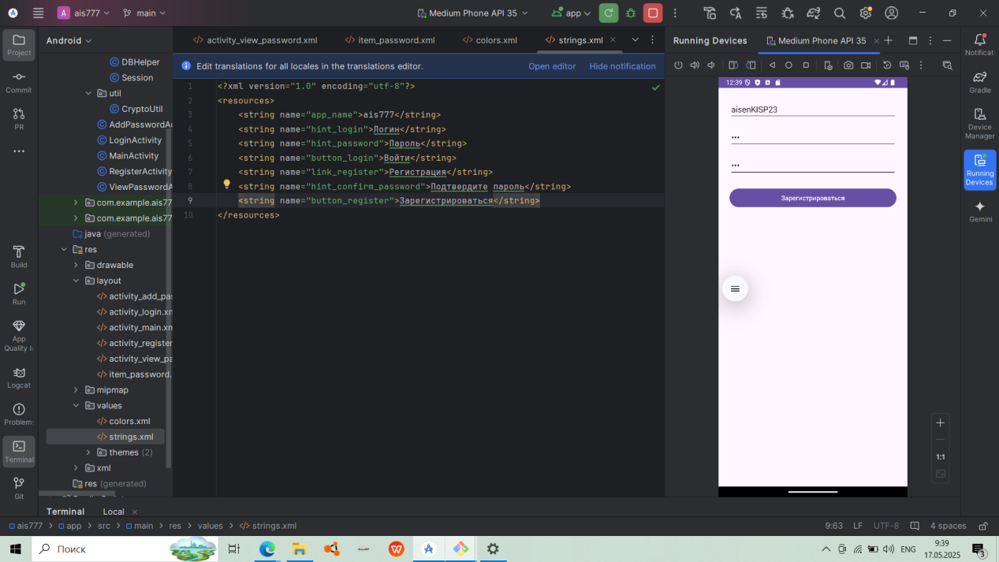 A
ais777
main
Medium Phone API 35
app
Project
Commit
PR
Build
Run
App
Quality I
Logcat
Problem
Terminal
Git
Android
DBHelper
Session
util
CryptoUtil
AddPasswordA
LoginActivity
MainActivity
RegisterActivity
ViewPasswordA
com.example.ais77
com.example.ais77
java (generated)
res
drawable
layout
activity_add_pas
activity_login.xm
activity_main.xm
activity_register
activity_view_pa
item_password.
mipmap
values
colors.xml
strings.xml
themes (2)
xml
res (generated)
activity_view_password.xml
item_password.xml
colors.xml
strings.xml
Edit translations for all locales in the translations editor.
Open editor
Hide notification
1 <?xml version="1.0" encoding="utf-8"?>
2 <resources>
3 <string name="app_name">ais777</string>
4 <string name="hint_login">Логин</string>
5 <string name="hint_password">Пароль</string>
6 <string name="button_login">Войти</string>
7 <string name="link_register">Регистрация</string>
8 <string name="hint_confirm_password">Подтвердите пароль</string>
9 <string name="button_register">Зарегистрироваться</string>
10 </resources>
Running Devices
Medium Phone API 35
12:39
aisenKISP23
•••
•••
Зарегистрироваться
1:1
Notificat
Gradle
Device
Manager
Running
Devices
Gemini
Terminal
Local
ais777 > app > src > main > res > values > strings.xml
9:63
LF
UTF-8
4 spaces
Поиск
ENG
9:39
17.05.2025
3